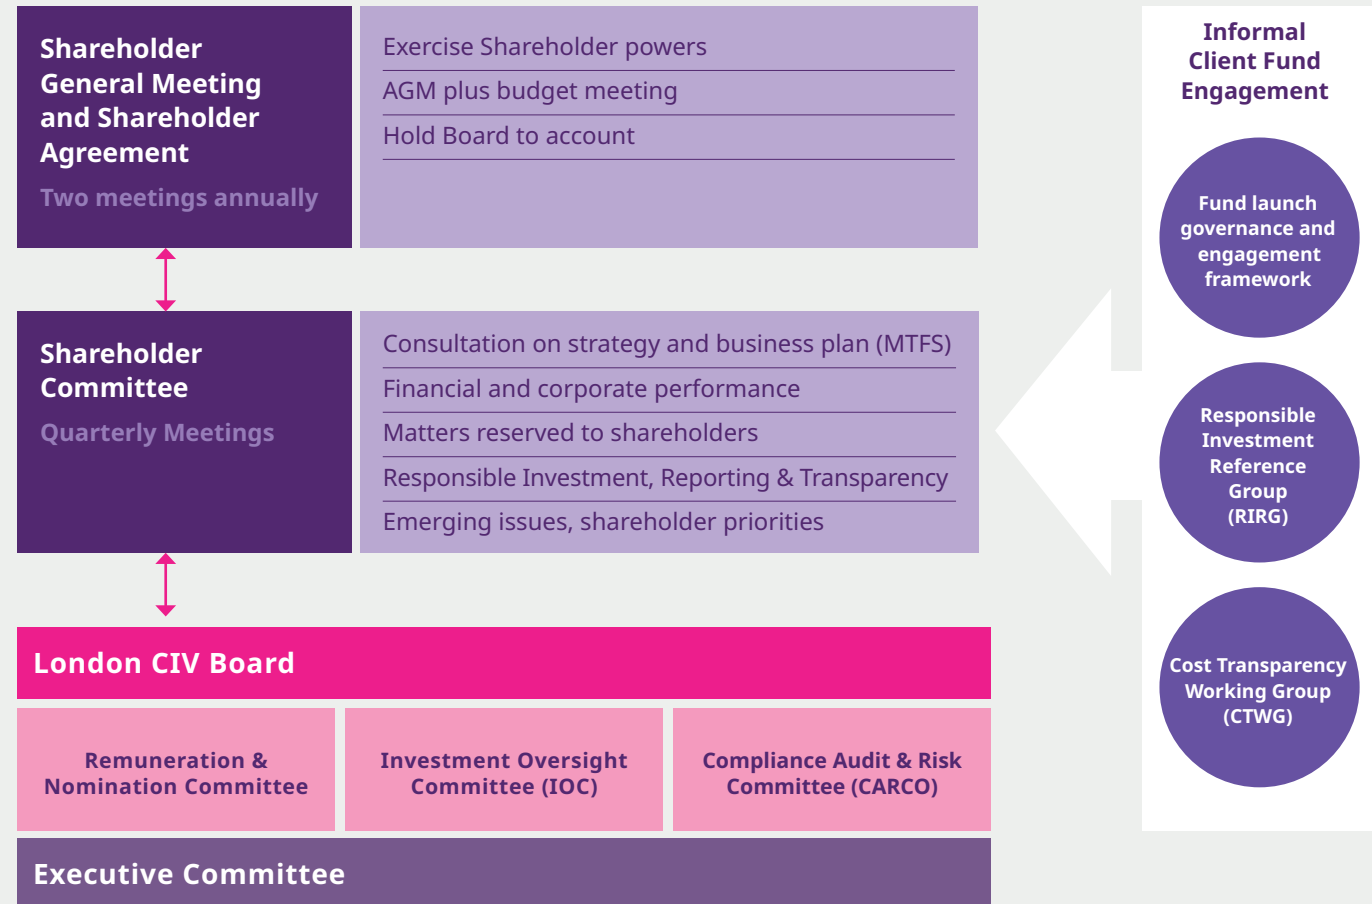 Shareholder
General Meeting
and Shareholder
Agreement
Two meetings annually
Exercise Shareholder powers
AGM plus budget meeting
Hold Board to account
Shareholder
Committee
Quarterly Meetings
Consultation on strategy and business plan (MTFS)
Financial and corporate performance
Matters reserved to shareholders
Responsible Investment, Reporting & Transparency
Emerging issues, shareholder priorities
London CIV Board
Remuneration &
Nomination Committee
Investment Oversight
Committee (IOC)
Compliance Audit & Risk
Committee (CARCO)
Executive Committee
Informal
Client Fund
Engagement
Fund launch
governance and
engagement
framework
Responsible
Investment
Reference
Group
(RIRG)
Cost Transparency
Working Group
(CTWG)